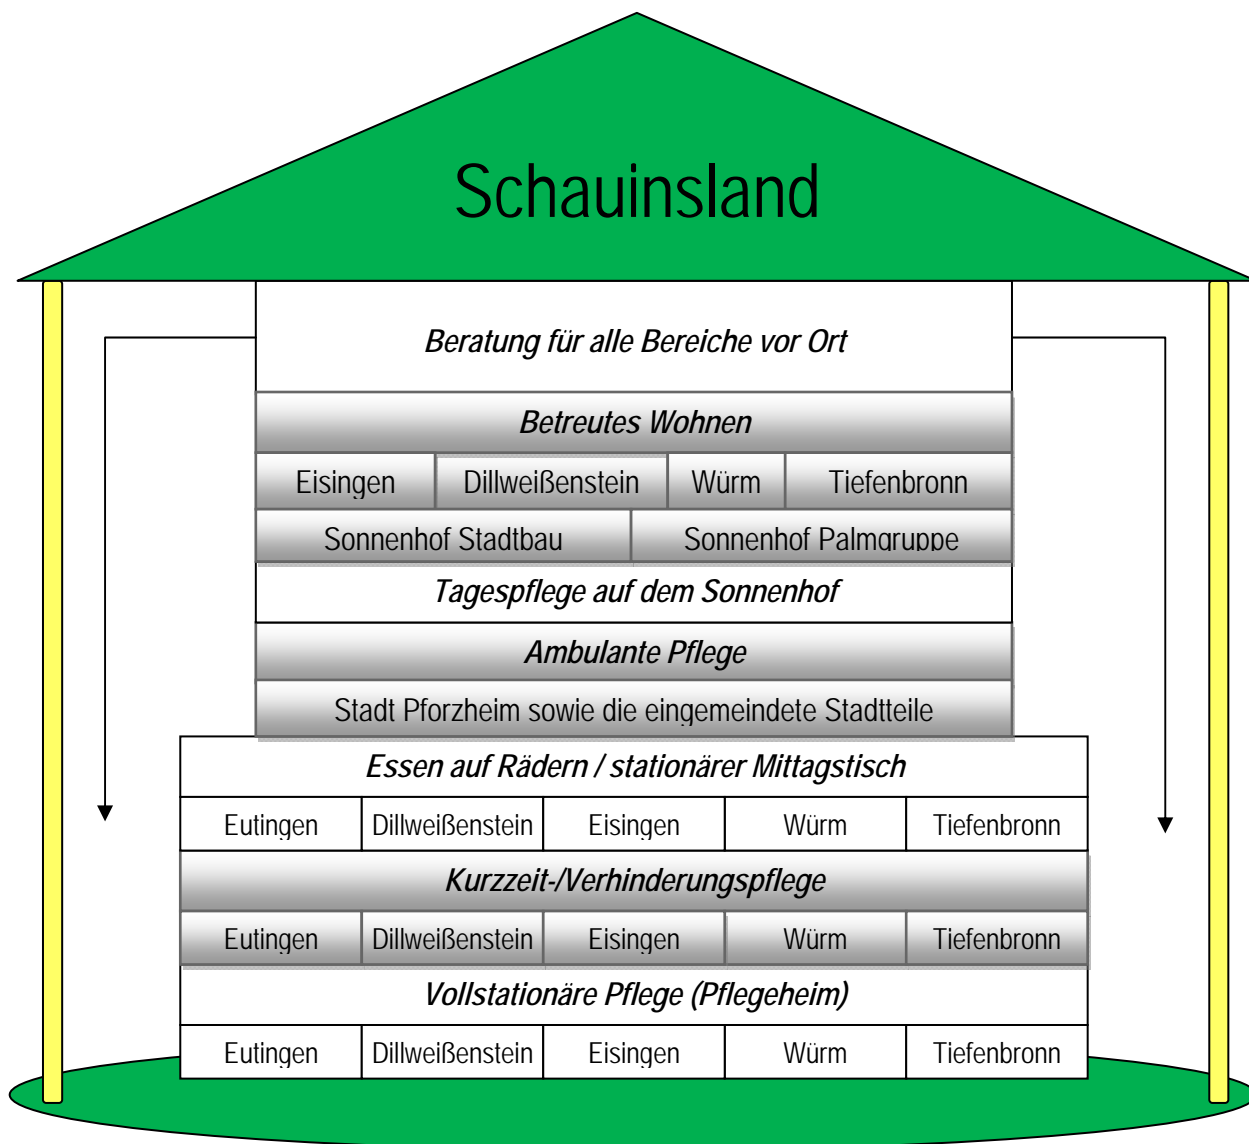 Schauinsland
Beratung für alle Bereiche vor Ort
Betreutes Wohnen
Eisingen Dillweißenstein Würm Tiefenbronn
Sonnenhof Stadtbau Sonnenhof Palmgruppe
Tagespflege auf dem Sonnenhof
Ambulante Pflege
Stadt Pforzheim sowie die eingemeindete Stadtteile
Essen auf Rädern / stationärer Mittagstisch
Eutingen Dillweißenstein Eisingen Würm Tiefenbronn
Kurzzeit-/Verhinderungspflege
Eutingen Dillweißenstein Eisingen Würm Tiefenbronn
Vollstationäre Pflege (Pflegeheim)
Eutingen Dillweißenstein Eisingen Würm Tiefenbronn